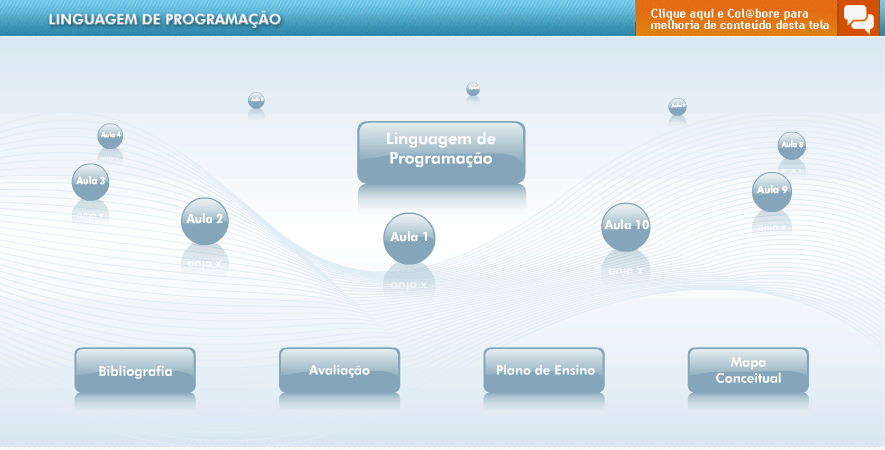 LINGUAGEM DE PROGRAMAÇÃO
Clique aqui e Col@bore para
melhoria de conteúdo desta tela
Aula 4
Aula 8
Aula 3
Aula 9
Linguagem de
Programação
Aula 2
Aula 1
Aula 10
Bibliografia
Avaliação
Plano de Ensino
Mapa
Conceitual